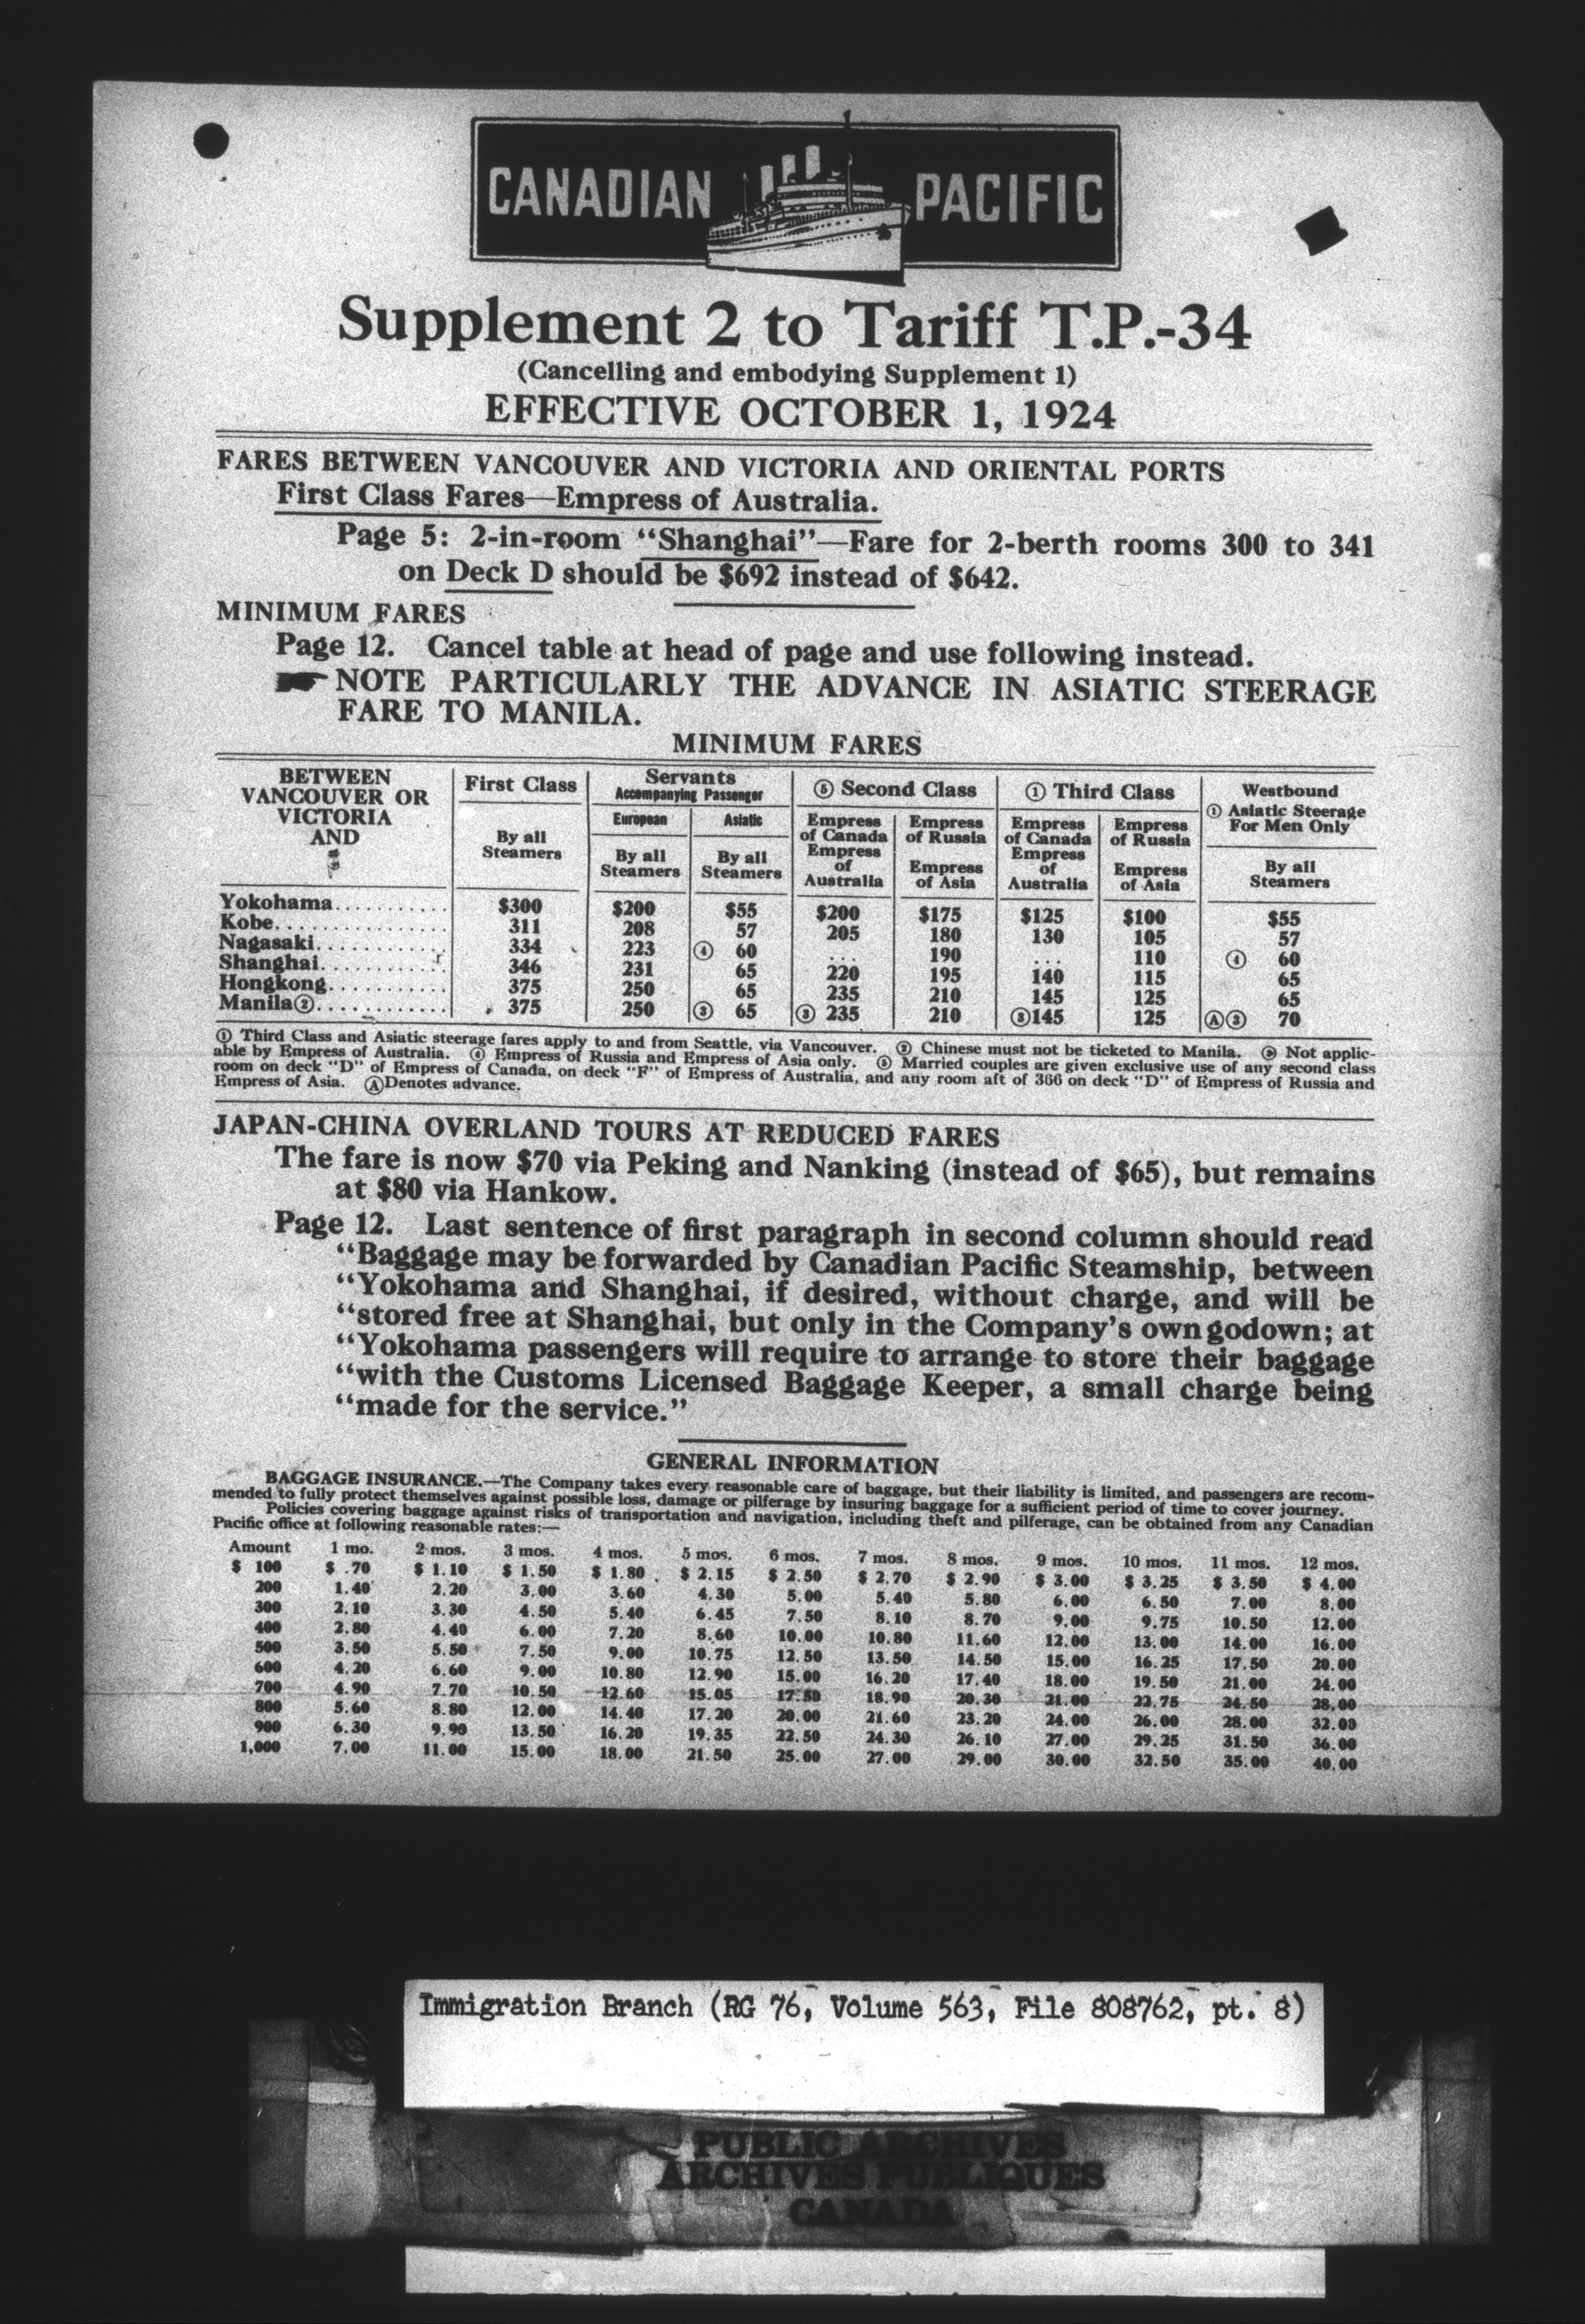 CANADIAN PACIFIC
Supplement 2 to Tariff T.P.-34
(Cancelling and embodying Supplement 1)
EFFECTIVE OCTOBER 1, 1924
FARES BETWEEN VANCOUVER AND VICTORIA AND ORIENTAL PORTS
First Class Fares—Empress of Australia.
Page 5: 2-in-room “Shanghai”—Fare for 2-berth rooms 300 to 341
on Deck D should be $692 instead of $642.
MINIMUM FARES
Page 12. Cancel table at head of page and use following instead.
NOTE PARTICULARLY THE ADVANCE IN ASIATIC STEERAGE
FARE TO MANILA.
MINIMUM FARES
BETWEEN VANCOUVER OR VICTORIA AND | First Class | Servants Accompanying Passenger | ⑤ Second Class | ① Third Class | Westbound ① Asiatic Steerage For Men Only
By all Steamers | European By all Steamers | Asiatic By all Steamers | Empress of Canada Empress of Australia | Empress of Russia Empress of Asia | Empress of Canada Empress of Australia | Empress of Russia Empress of Asia | By all Steamers
Yokohama........... $300 $200 $55 $200 $175 $125 $100 $55
Kobe................ 311 208 57 205 180 130 105 57
Nagasaki............ 334 223 ④ 60 ... 190 ... 110 ④ 60
Shanghai............ 346 231 65 220 195 140 115 65
Hongkong........... 375 250 65 235 210 145 125 65
Manila②............ 375 250 ③ 65 ③ 235 210 ③145 125 Ⓐ③ 70
① Third Class and Asiatic steerage fares apply to and from Seattle, via Vancouver. ② Chinese must not be ticketed to Manila. ③ Not applic-
able by Empress of Australia. ④ Empress of Russia and Empress of Asia only. ⑤ Married couples are given exclusive use of any second class
room on deck “D” of Empress of Canada, on deck “F” of Empress of Australia, and any room aft of 366 on deck “D” of Empress of Russia and
Empress of Asia. ⒶDenotes advance.
JAPAN-CHINA OVERLAND TOURS AT REDUCED FARES
The fare is now $70 via Peking and Nanking (instead of $65), but remains
at $80 via Hankow.
Page 12. Last sentence of first paragraph in second column should read
“Baggage may be forwarded by Canadian Pacific Steamship, between
“Yokohama and Shanghai, if desired, without charge, and will be
“stored free at Shanghai, but only in the Company’s own godown; at
“Yokohama passengers will require to arrange to store their baggage
“with the Customs Licensed Baggage Keeper, a small charge being
“made for the service.”
GENERAL INFORMATION
BAGGAGE INSURANCE.—The Company takes every reasonable care of baggage, but their liability is limited, and passengers are recom-
mended to fully protect themselves against possible loss, damage or pilferage by insuring baggage for a sufficient period of time to cover journey.
Policies covering baggage against risks of transportation and navigation, including theft and pilferage, can be obtained from any Canadian
Pacific office at following reasonable rates:—
Amount 1 mo. 2 mos. 3 mos. 4 mos. 5 mos. 6 mos. 7 mos. 8 mos. 9 mos. 10 mos. 11 mos. 12 mos.
$ 100 $ .70 $ 1.10 $ 1.50 $ 1.80 $ 2.15 $ 2.50 $ 2.70 $ 2.90 $ 3.00 $ 3.25 $ 3.50 $ 4.00
200 1.40 2.20 3.00 3.60 4.30 5.00 5.40 5.80 6.00 6.50 7.00 8.00
300 2.10 3.30 4.50 5.40 6.45 7.50 8.10 8.70 9.00 9.75 10.50 12.00
400 2.80 4.40 6.00 7.20 8.60 10.00 10.80 11.60 12.00 13.00 14.00 16.00
500 3.50 5.50 7.50 9.00 10.75 12.50 13.50 14.50 15.00 16.25 17.50 20.00
600 4.20 6.60 9.00 10.80 12.90 15.00 16.20 17.40 18.00 19.50 21.00 24.00
700 4.90 7.70 10.50 12.60 15.05 17.50 18.90 20.30 21.00 22.75 24.50 28.00
800 5.60 8.80 12.00 14.40 17.20 20.00 21.60 23.20 24.00 26.00 28.00 32.00
900 6.30 9.90 13.50 16.20 19.35 22.50 24.30 26.10 27.00 29.25 31.50 36.00
1,000 7.00 11.00 15.00 18.00 21.50 25.00 27.00 29.00 30.00 32.50 35.00 40.00
Immigration Branch (RG 76, Volume 563, File 808762, pt. 8)
PUBLIC ARCHIVES
ARCHIVES PUBLIQUES
CANADA